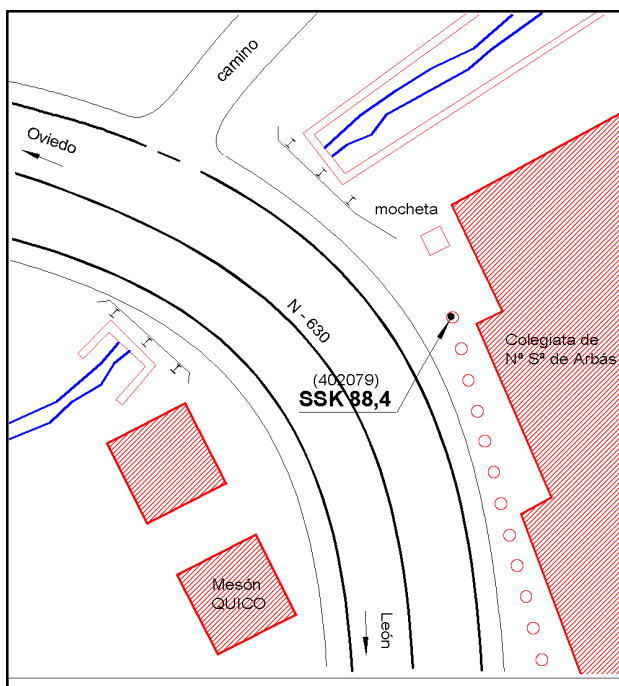 camino
Oviedo
mocheta
N - 630
Colegiata de
Nª Sª de Arbás
(402079)
SSK 88,4
Mesón
QUICO
León